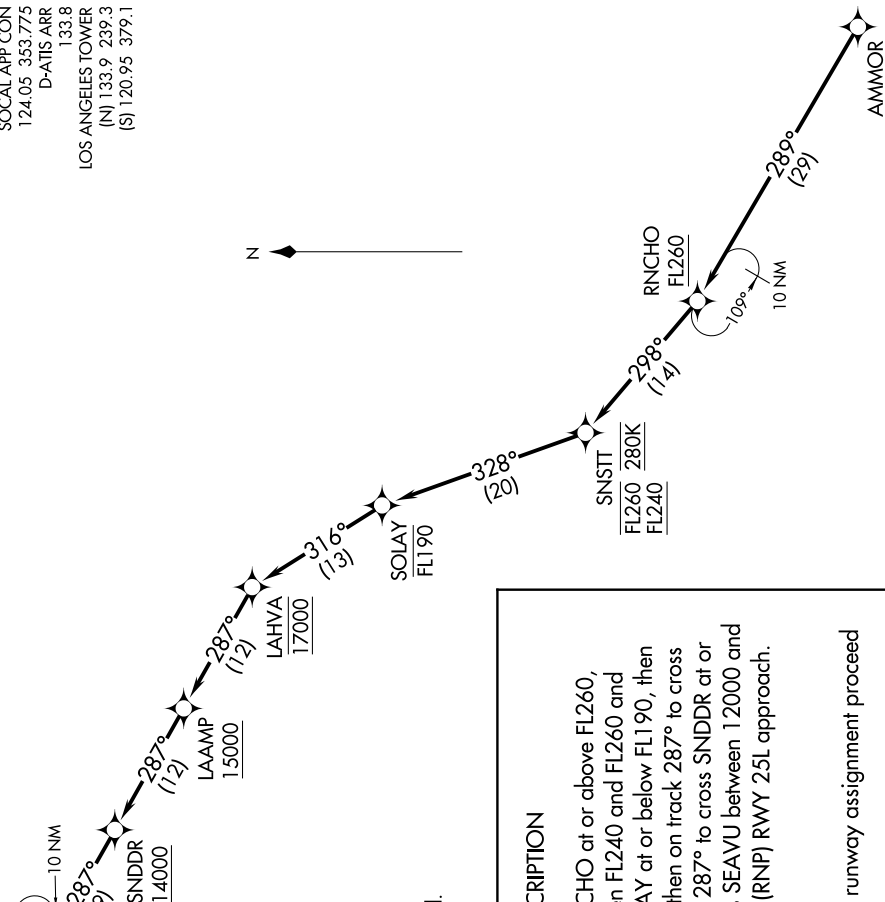 SOCAL APP CON
124.05 353.775
D-ATIS ARR
133.8
LOS ANGELES TOWER
(N) 133.9 239.3
(S) 120.95 379.1
N
AMMOR
289°
(29)
RNCHO
FL260
109°
10 NM
298°
(14)
SNSTT
FL260 280K
FL240
328°
(20)
SOLAY
FL190
316°
(13)
LAHVA
17000
287°
(12)
LAAMP
15000
287°
(12)
SNDDR
14000
287°
10 NM
CHO at or above FL260,
FL240 and FL260 and
at or below FL190, then
then on track 287° to cross
287° to cross SNDDR at or
SEAVU between 12000 and
(RNP) RWY 25L approach.
runway assignment proceed